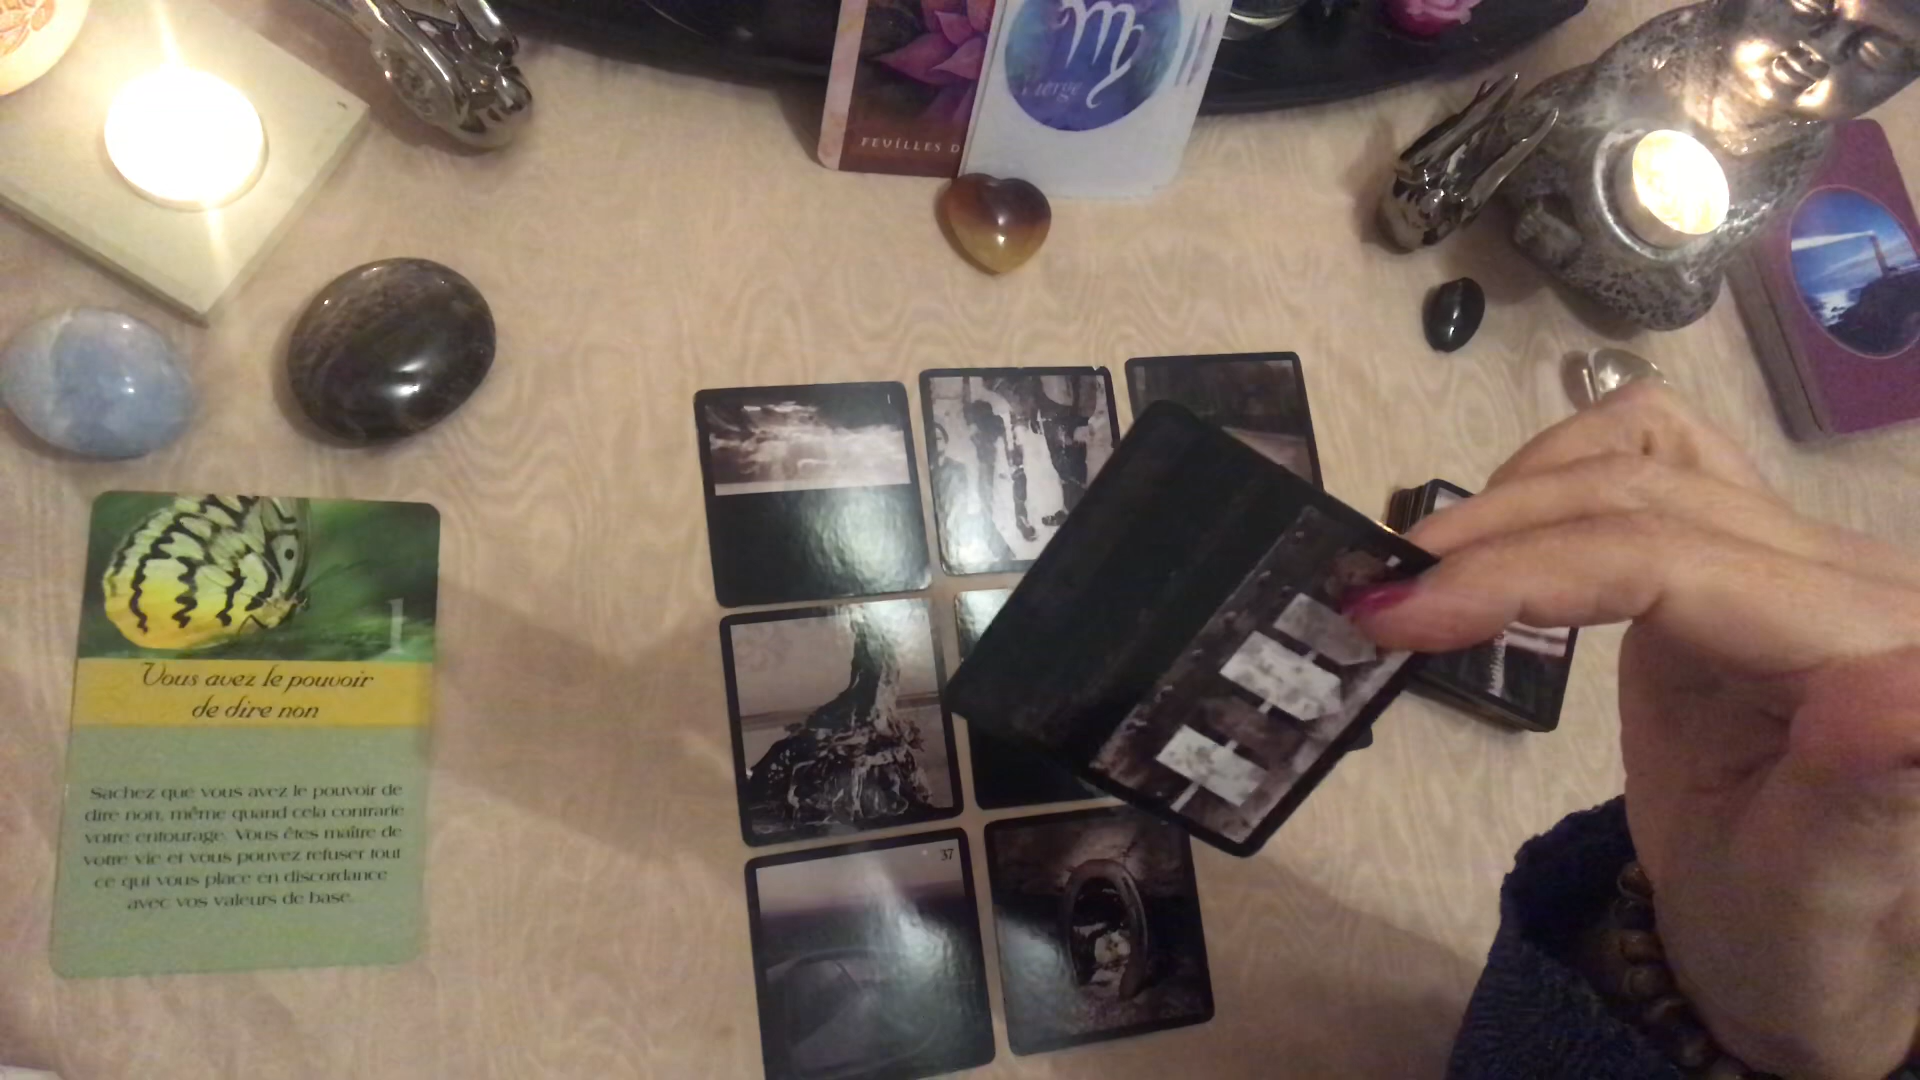 FEUILLES D
Vierge
1
Vous avez le pouvoir
de dire non
Sachez que vous avez le pouvoir de
dire non, même quand cela contrarie
votre entourage. Vous êtes maître de
votre vie et vous pouvez refuser tout
ce qui vous place en discordance
avec vos valeurs de base.
37